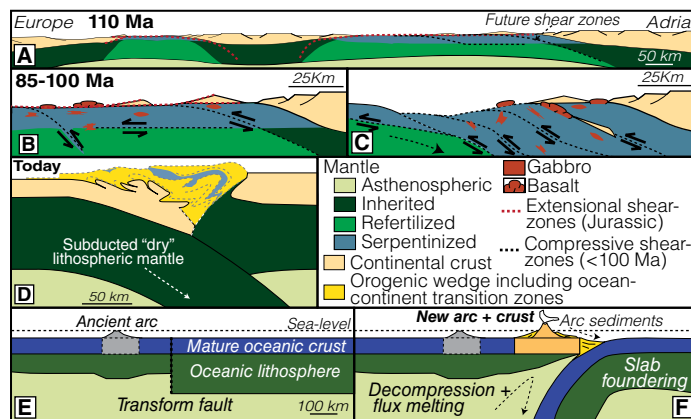 Europe 110 Ma Future shear zones Adria
A 50 km
85-100 Ma 25Km 25Km
B C
Today
Subducted “dry”
lithospheric mantle
D 50 km
Mantle
Asthenospheric
Inherited
Refertilized
Serpentinized
Continental crust
Orogenic wedge including ocean-
continent transition zones
Gabbro
Basalt
Extensional shear-
zones (Jurassic)
Compressive shear-
zones (<100 Ma)
Ancient arc Sea-level
Mature oceanic crust
Oceanic lithosphere
Transform fault
E 100 km
New arc + crust Arc sediments
Decompression +
flux melting
Slab
foundering
F